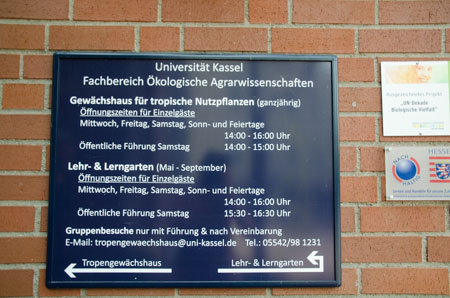 Universität Kassel
Fachbereich Ökologische Agrarwissenschaften
Gewächshaus für tropische Nutzpflanzen (ganzjährig)
Öffnungszeiten für Einzelgäste
Mittwoch, Freitag, Samstag, Sonn- und Feiertage
14:00 - 16:00 Uhr
Öffentliche Führung Samstag 14:00 - 15:00 Uhr
Lehr- & Lerngarten (Mai - September)
Öffnungszeiten für Einzelgäste
Mittwoch, Freitag, Samstag, Sonn- und Feiertage
14:00 - 16:00 Uhr
Öffentliche Führung Samstag 15:30 - 16:30 Uhr
Gruppenbesuche nur mit Führung & nach Vereinbarung
E-Mail: tropengewaechshaus@uni-kassel.de Tel.: 05542/98 1231
Tropengewächshaus
Lehr- & Lerngarten
Ausgezeichnetes Projekt
„UN-Dekade
Biologische Vielfalt"
HESSEN
NACH
HALTIG